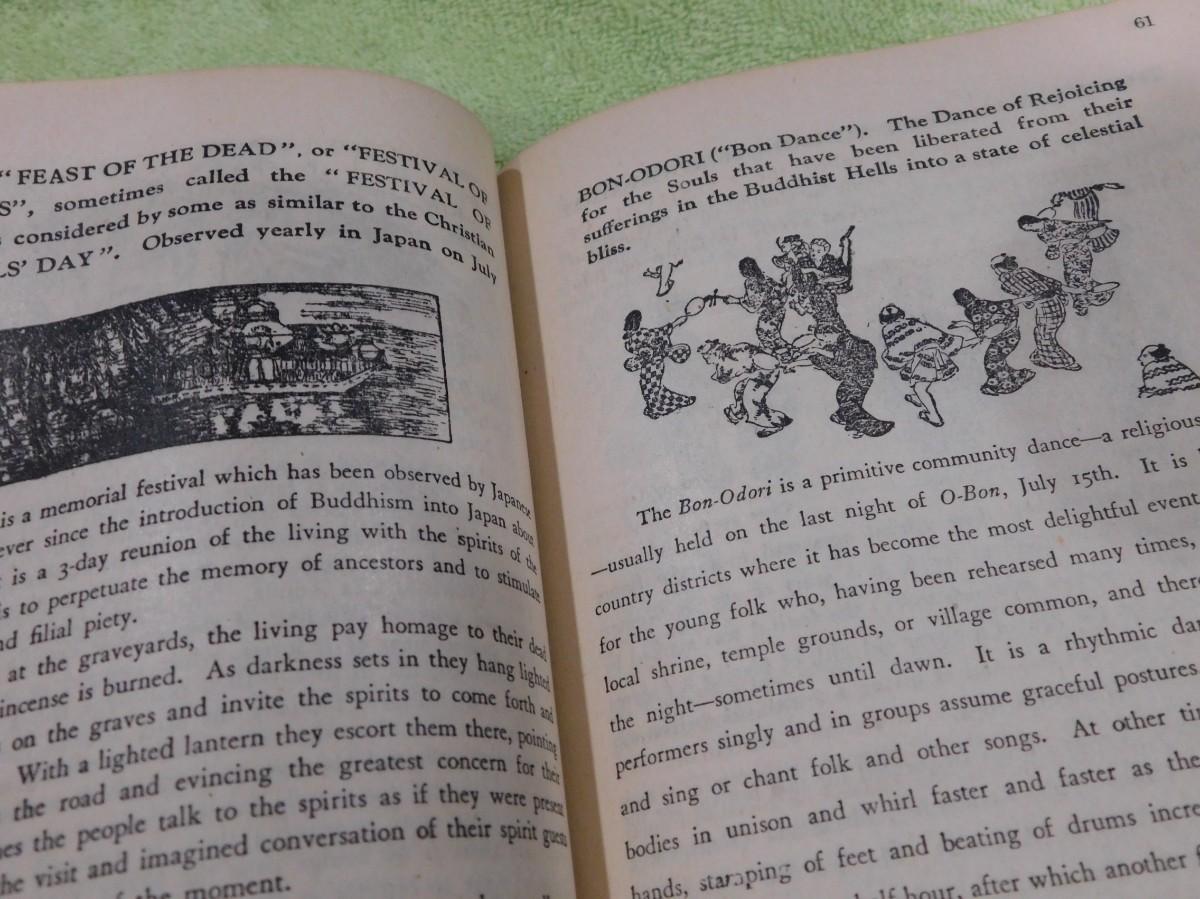 "FEAST OF THE DEAD", or "FESTIVAL OF
S", sometimes called the "FESTIVAL OF
considered by some as similar to the Christian
LS' DAY". Observed yearly in Japan on July
is a memorial festival which has been observed by Japanese
ever since the introduction of Buddhism into Japan about
is a 3-day reunion of the living with the spirits of the
is to perpetuate the memory of ancestors and to stimulate
nd filial piety.
at the graveyards, the living pay homage to their dead
incense is burned. As darkness sets in they hang lighted
on the graves and invite the spirits to come forth and
With a lighted lantern they escort them there, pointing
the road and evincing the greatest concern for their
es the people talk to the spirits as if they were present
he visit and imagined conversation of their spirit guests
of the moment.
61
BON-ODORI ("Bon Dance"). The Dance of Rejoicing
for the Souls that have been liberated from their
sufferings in the Buddhist Hells into a state of celestial
bliss.
The Bon-Odori is a primitive community dance—a religious
—usually held on the last night of O-Bon, July 15th. It is
country districts where it has become the most delightful event
for the young folk who, having been rehearsed many times,
local shrine, temple grounds, or village common, and there
the night—sometimes until dawn. It is a rhythmic dan
performers singly and in groups assume graceful postures
and sing or chant folk and other songs. At other tim
bodies in unison and whirl faster and faster as the
hands, stamping of feet and beating of drums incre
half hour, after which another